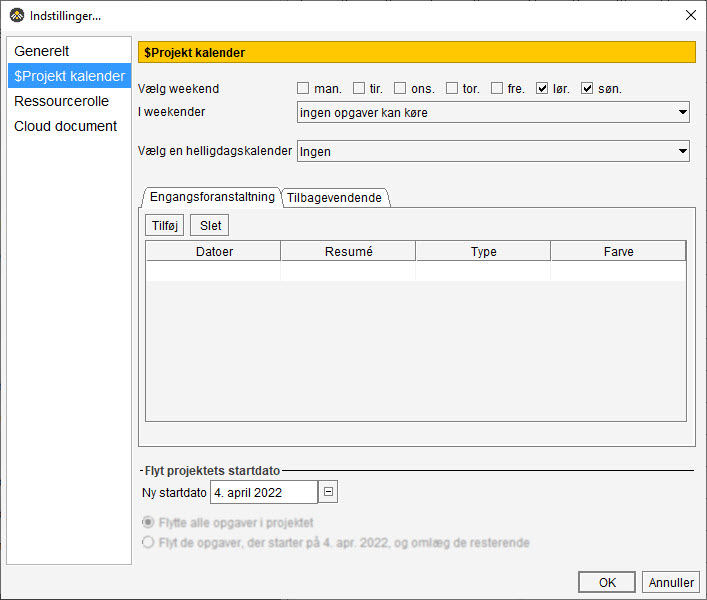 Indstillinger...
Generelt
$Projekt kalender
Ressourcerolle
Cloud document
$Projekt kalender
Vælg weekend man. tir. ons. tor. fre. lør. søn.
I weekender ingen opgaver kan køre
Vælg en helligdagskalender Ingen
Engangsforanstaltning Tilbagevendende
Tilføj Slet
Datoer Resumé Type Farve
Flyt projektets startdato
Ny startdato 4. april 2022
Flytte alle opgaver i projektet
Flyt de opgaver, der starter på 4. apr. 2022, og omlæg de resterende
OK Annuller